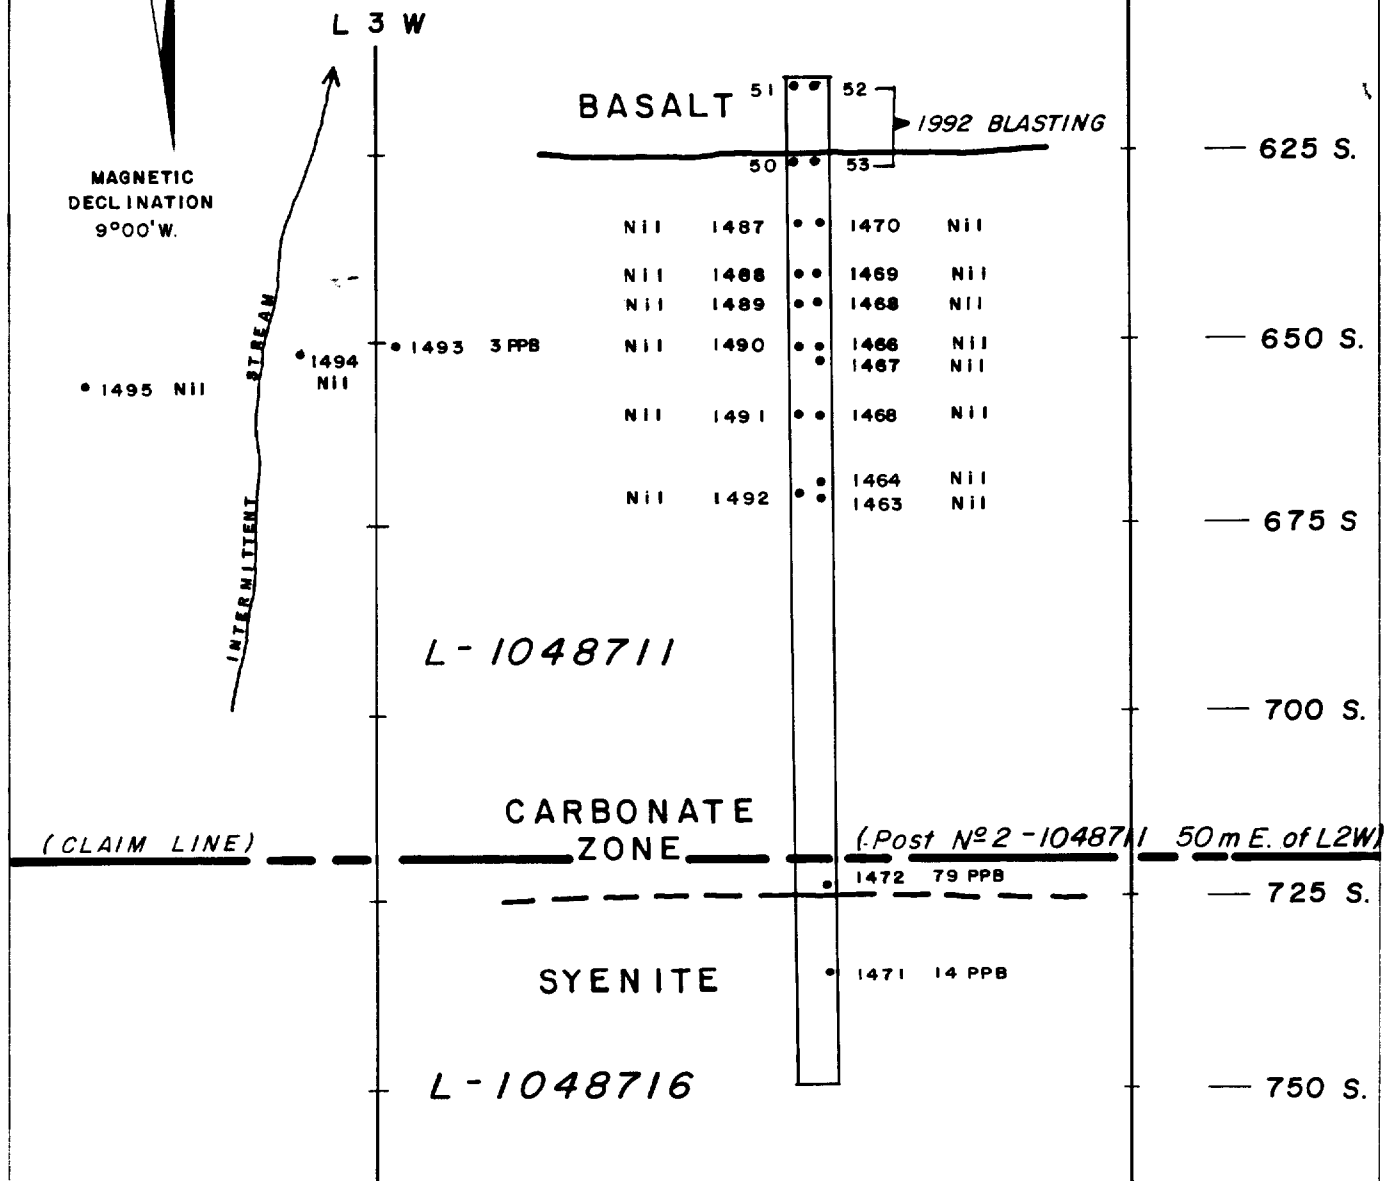 L 3 W
BASALT
51 52
1992 BLASTING
625 S.
50 53
MAGNETIC
DECLINATION
9°00'W.
Nil 1487 1470 Nil
Nil 1488 1469 Nil
Nil 1489 1468 Nil
650 S.
1493 3 PPB
Nil 1490 1466 Nil
1467 Nil
1494
Nil
1495 Nil
INTERMITTENT STREAM
Nil 1491 1468 Nil
1464 Nil
Nil 1492 1463 Nil
675 S
L-1048711
700 S.
CARBONATE
ZONE
(CLAIM LINE)
(Post Nº 2 -1048711 50 m E. of L2W)
1472 79 PPB
725 S.
SYENITE
1471 14 PPB
L-1048716
750 S.